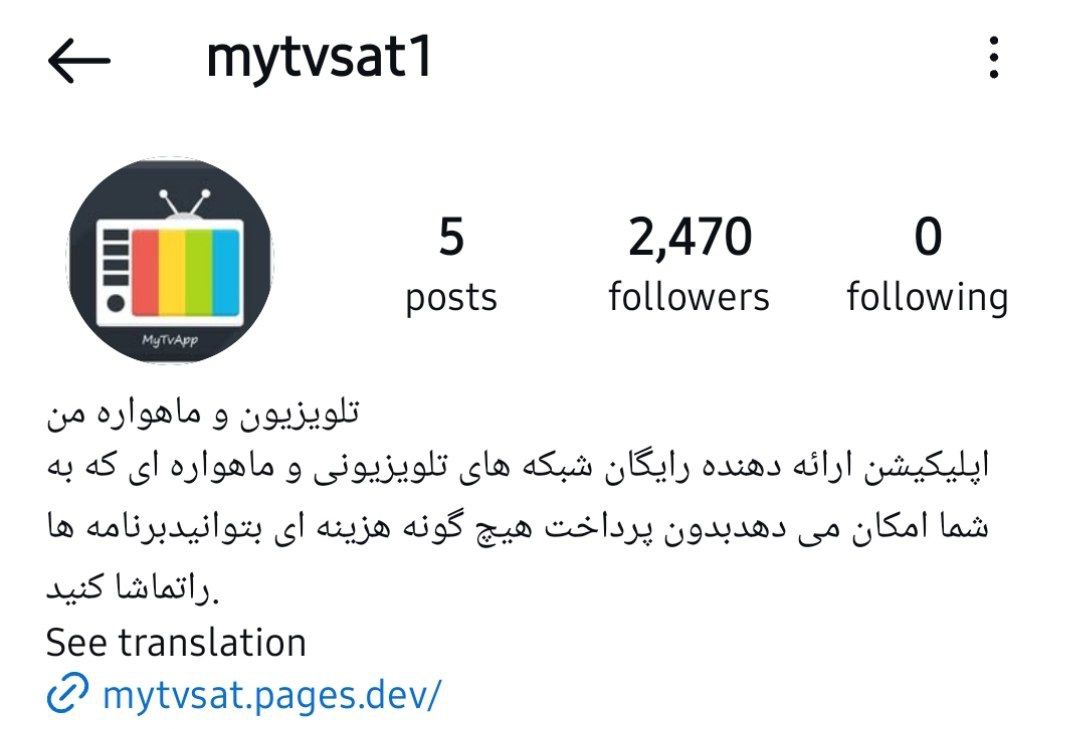 mytvsat1
5 2,470 0
posts followers following
MyTvApp
تلویزیون و ماهواره من
اپلیکیشن ارائه دهنده رایگان شبکه های تلویزیونی و ماهواره ای که به
شما امکان می دهدبدون پرداخت هیچ گونه هزینه ای بتوانیدبرنامه ها
راتماشا کنید.
See translation
mytvsat.pages.dev/